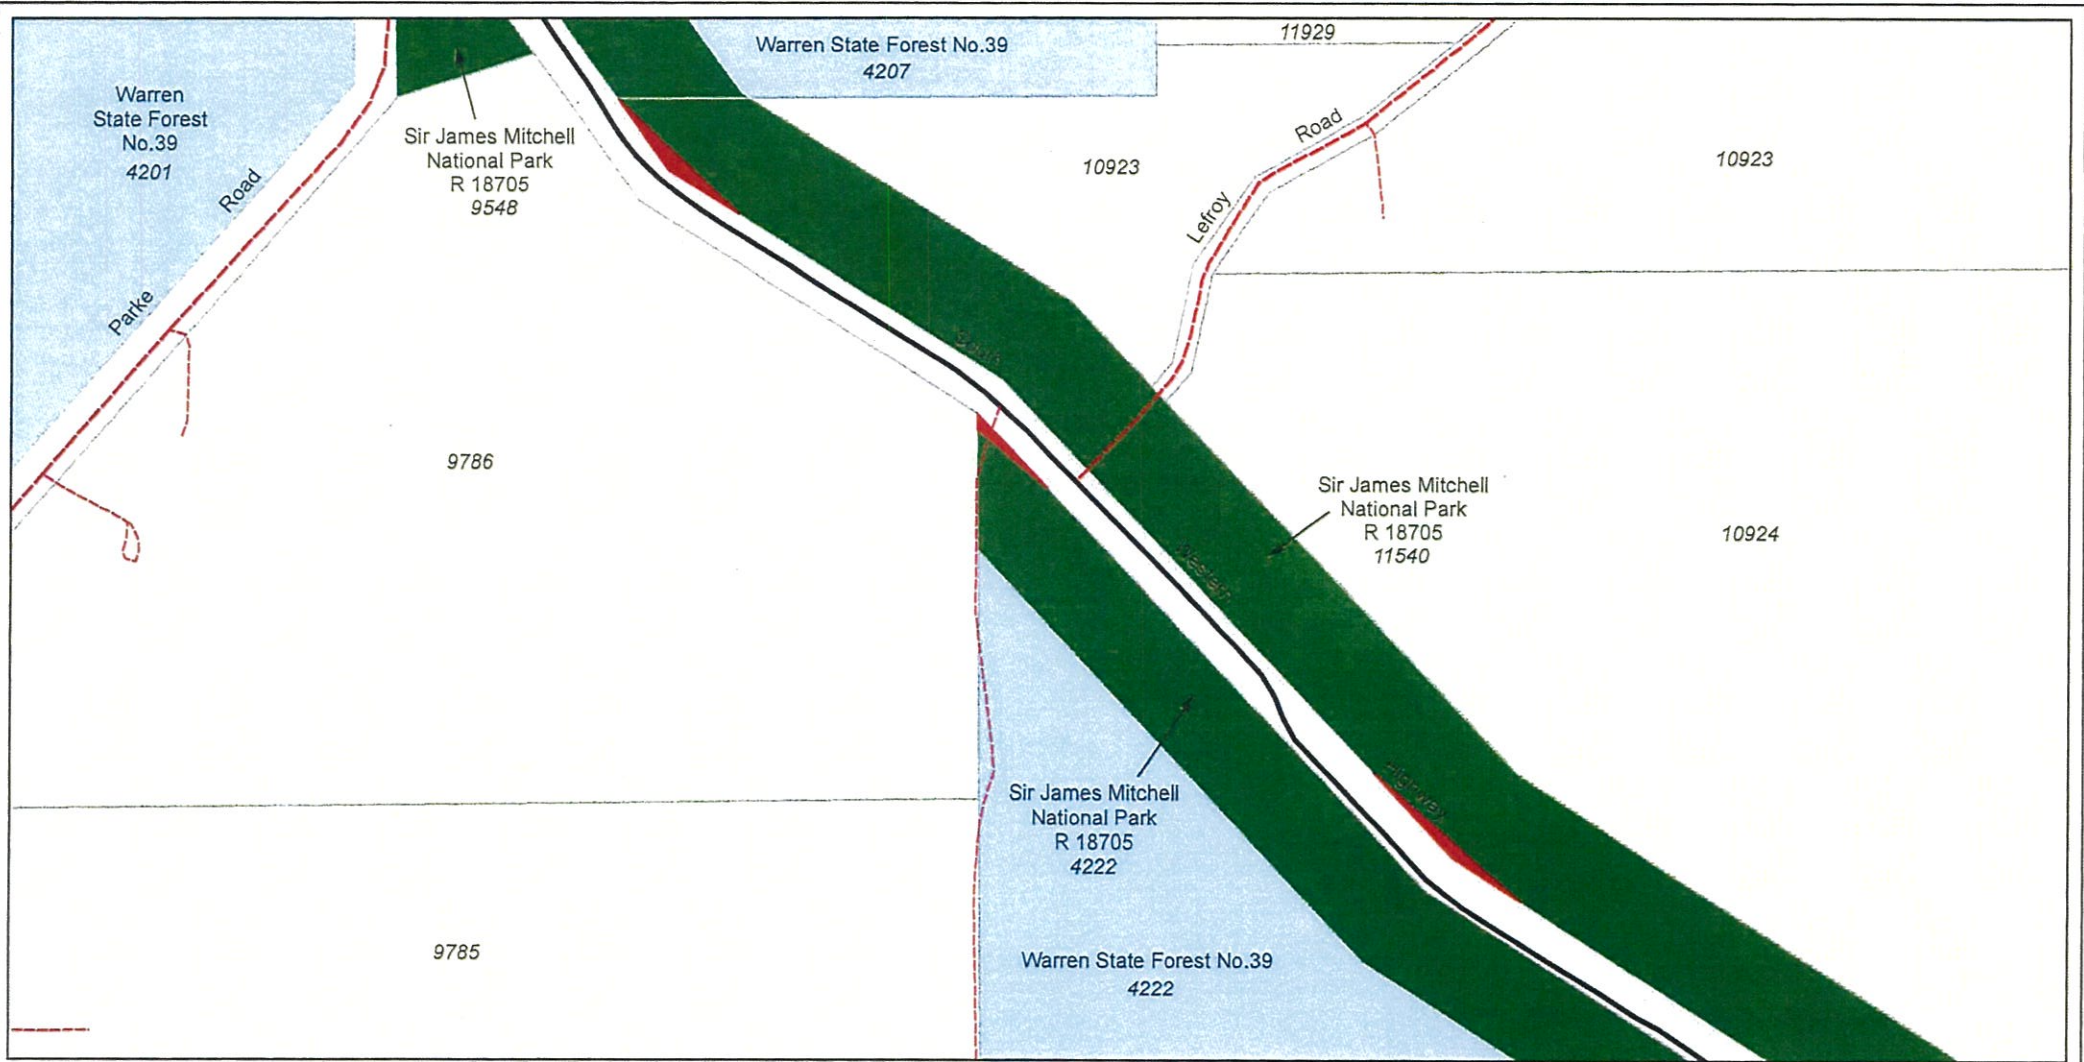 Warren State Forest No.39
4207
11929
Warren
State Forest
No.39
4201
Sir James Mitchell
National Park
R 18705
9548
Road
Parke
10923
Road
Lefroy
10923
South
9786
Sir James Mitchell
National Park
R 18705
11540
10924
Western
Highway
Sir James Mitchell
National Park
R 18705
4222
9785
Warren State Forest No.39
4222